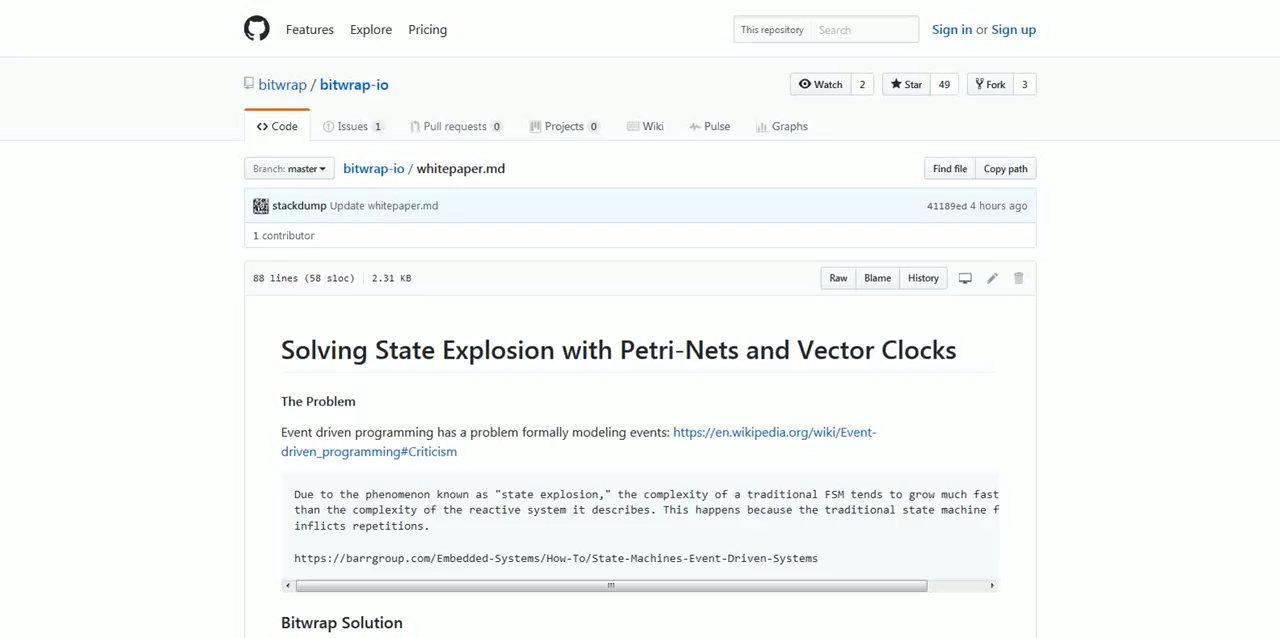 Features Explore Pricing This repository Search Sign in or Sign up
bitwrap / bitwrap-io Watch 2 Star 49 Fork 3
Code Issues 1 Pull requests 0 Projects 0 Wiki Pulse Graphs
Branch: master bitwrap-io / whitepaper.md Find file Copy path
stackdump Update whitepaper.md 41189ed 4 hours ago
1 contributor
88 lines (58 sloc) 2.31 KB Raw Blame History
Solving State Explosion with Petri-Nets and Vector Clocks
The Problem
Event driven programming has a problem formally modeling events: https://en.wikipedia.org/wiki/Event-
driven_programming#Criticism
Due to the phenomenon known as "state explosion," the complexity of a traditional FSM tends to grow much fast
than the complexity of the reactive system it describes. This happens because the traditional state machine f
inflicts repetitions.
https://barrgroup.com/Embedded-Systems/How-To/State-Machines-Event-Driven-Systems
Bitwrap Solution